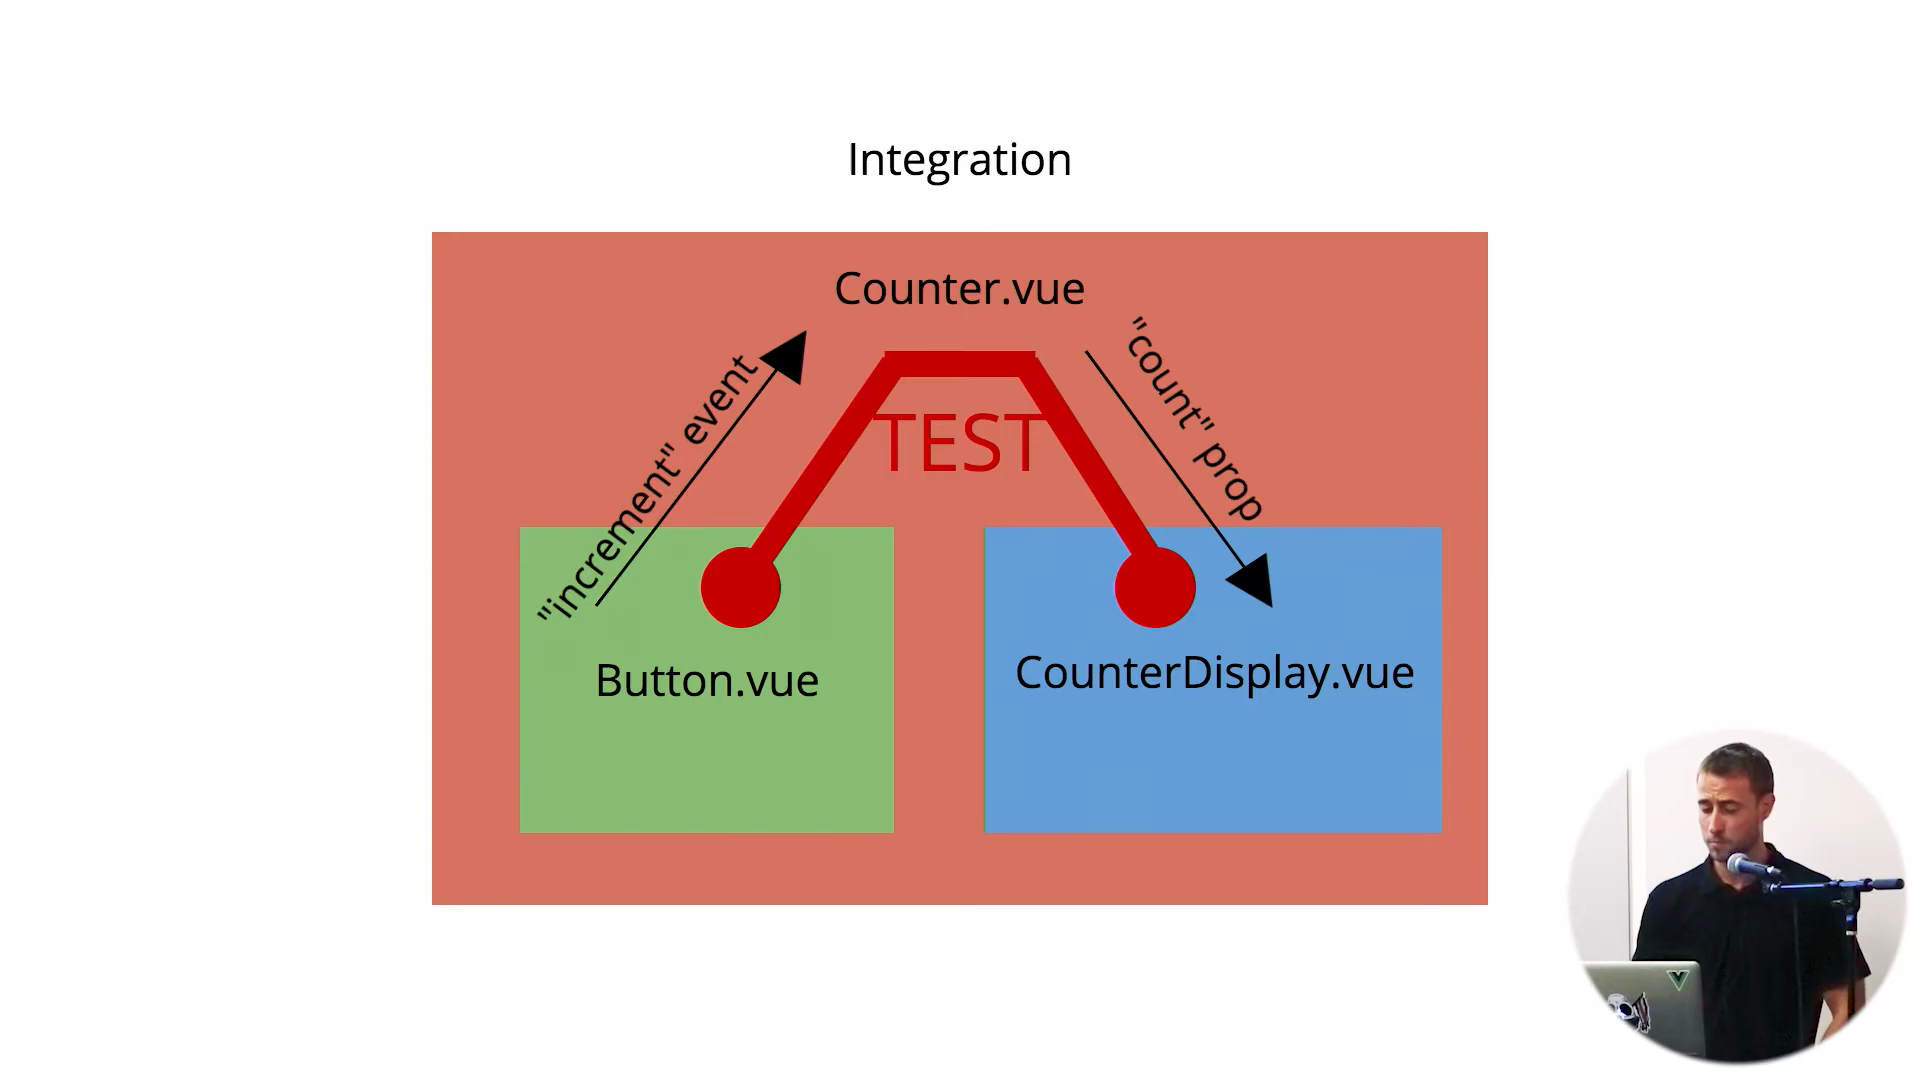 Integration
Counter.vue
"increment" event
"count" prop
TEST
Button.vue
CounterDisplay.vue